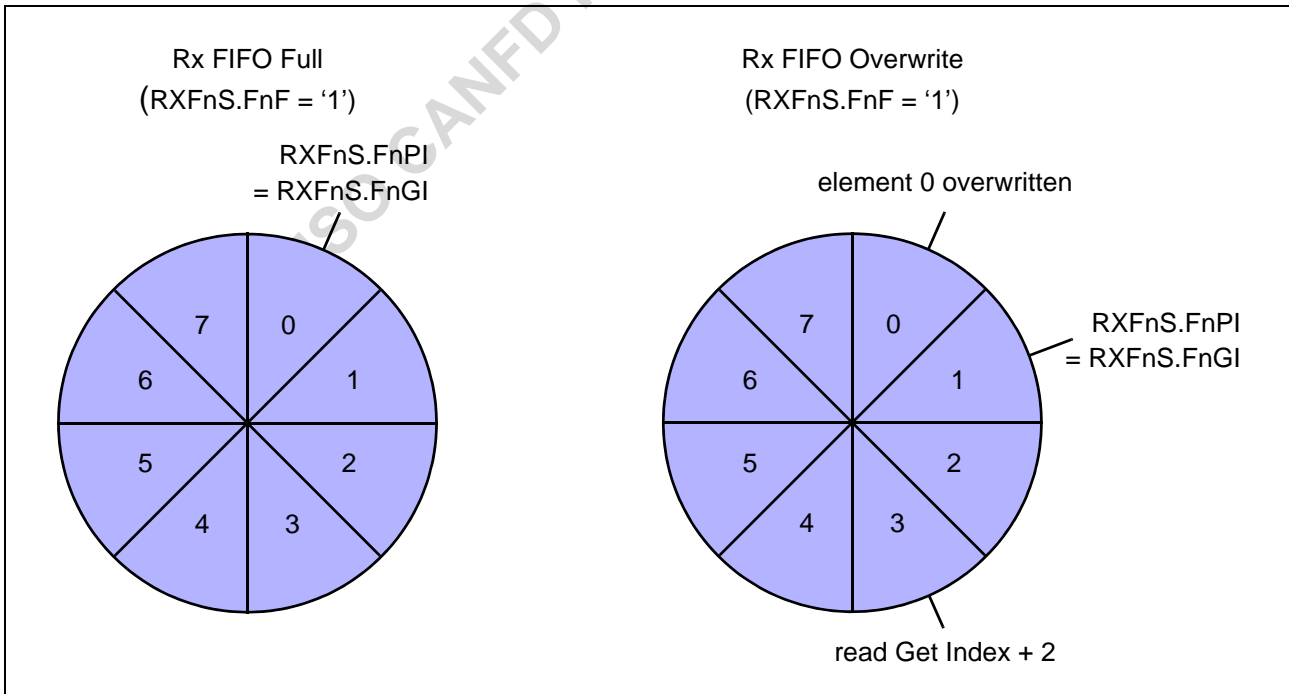 Rx FIFO Full
(RXFnS.FnF = ‘1’)
RXFnS.FnPI
= RXFnS.FnGI
7
0
6
1
5
2
4
3
Rx FIFO Overwrite
(RXFnS.FnF = ‘1’)
element 0 overwritten
RXFnS.FnPI
= RXFnS.FnGI
7
0
6
1
5
2
4
3
read Get Index + 2
ISO CANFD